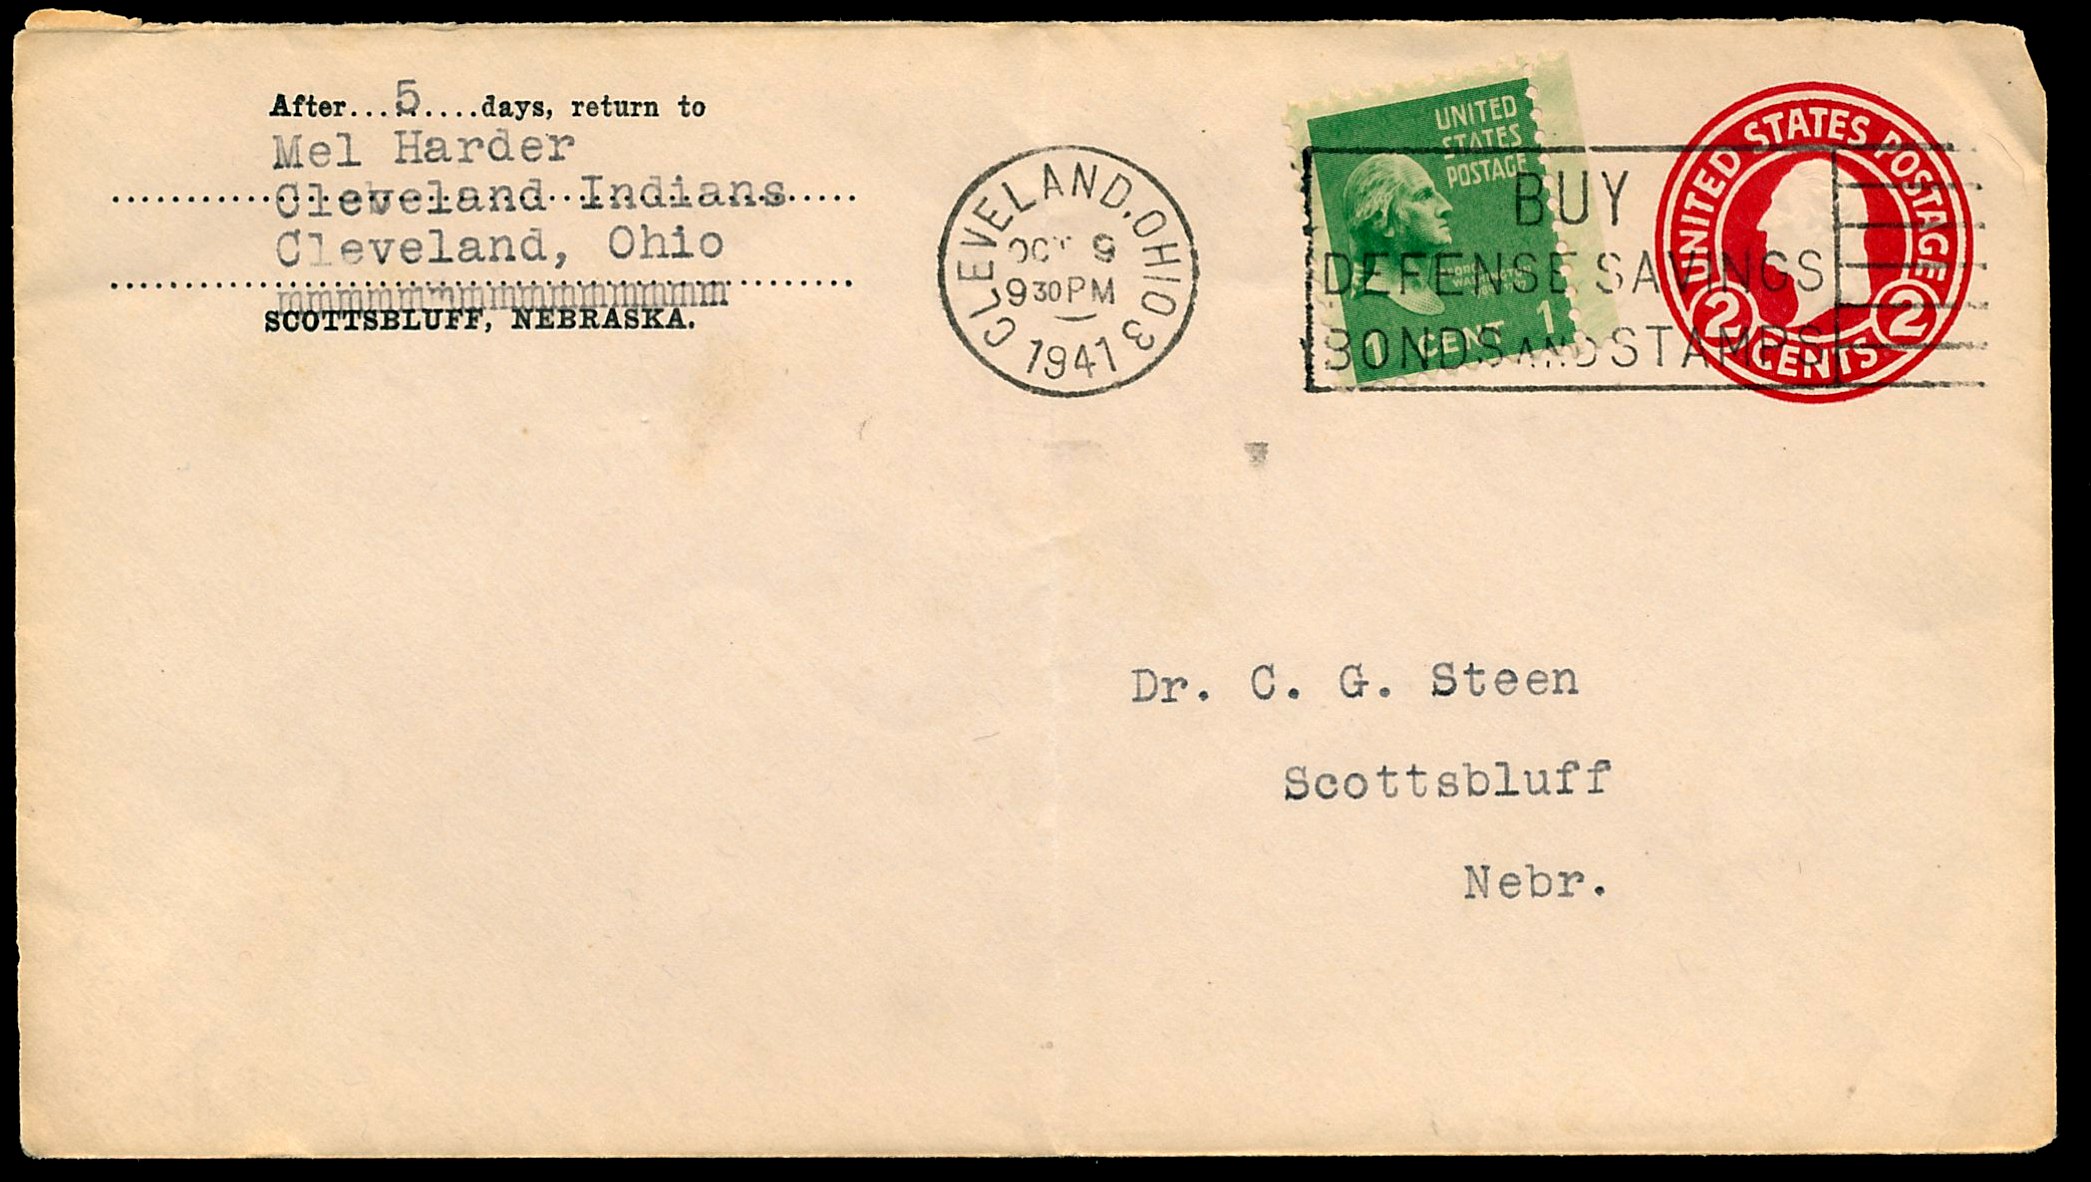 After...5....days, return to
Mel Harder
Cleveland Indians
Cleveland, Ohio
mmmmmmmmmmmmmmm
SCOTTSBLUFF, NEBRASKA.
CLEVELAND, OHIO 3
OCT 9
9 30 PM
1941
UNITED
STATES
POSTAGE
1 CENT 1
BUY
DEFENSE SAVINGS
BONDS AND STAMPS
UNITED STATES POSTAGE
2 CENTS 2
Dr. C. G. Steen
Scottsbluff
Nebr.